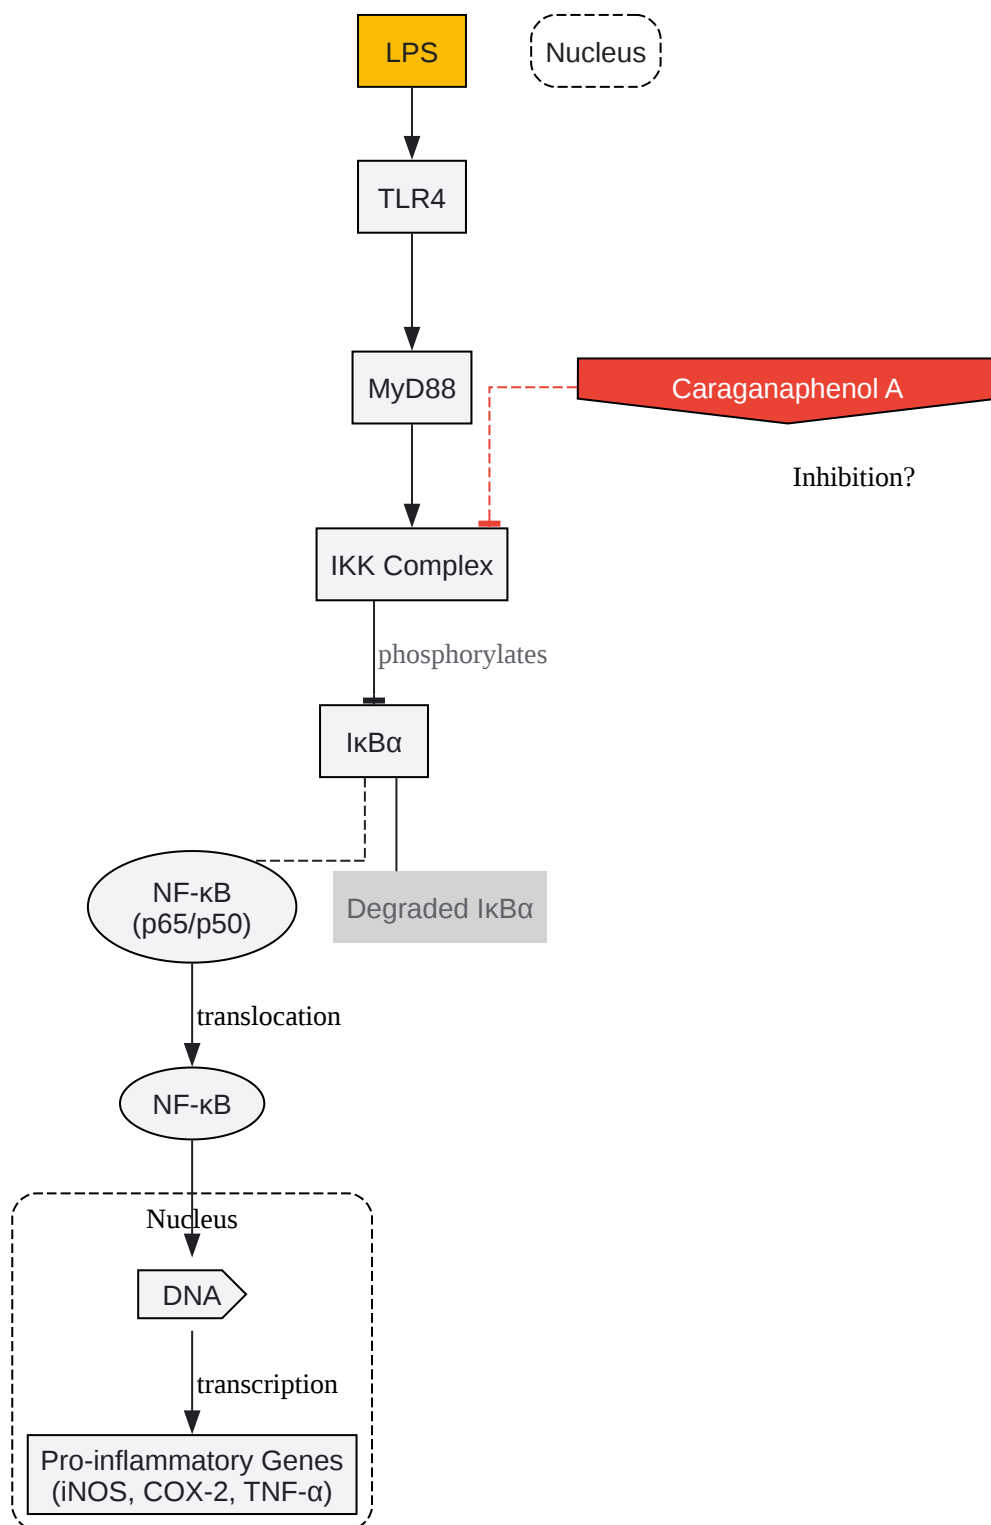 LPS
Nucleus
TLR4
MyD88
Caraganaphenol A
Inhibition?
IKK Complex
phosphorylates
IκBα
NF-κB
(p65/p50)
Degraded IκBα
translocation
NF-κB
Nucleus
DNA
transcription
Pro-inflammatory Genes
(iNOS, COX-2, TNF-α)